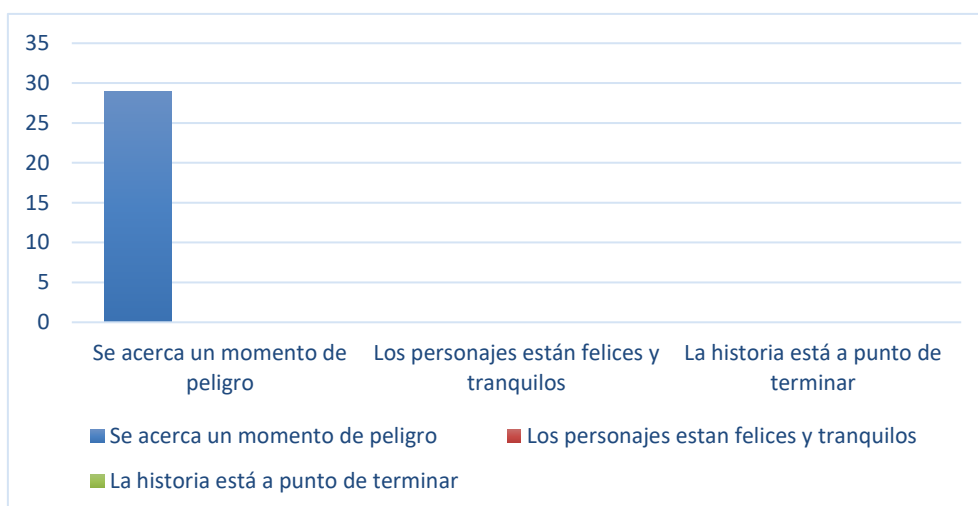 35
30
25
20
15
10
5
0
Se acerca un momento de
peligro
Los personajes están felices y
tranquilos
La historia está a punto de
terminar
Se acerca un momento de peligro
Los personajes estan felices y tranquilos
La historia está a punto de terminar